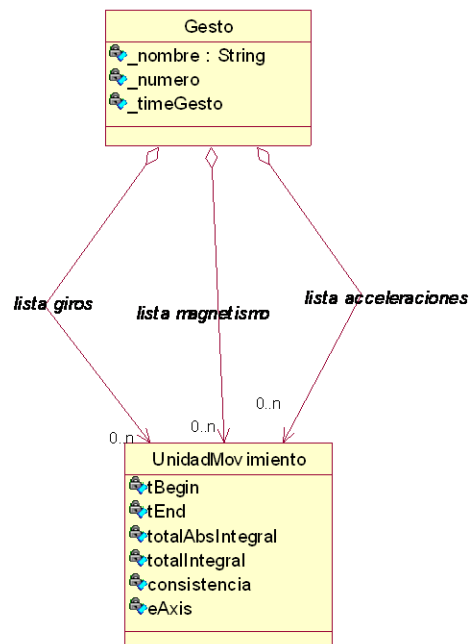 Gesto
_nombre : String
_numero
_timeGesto
lista giros
lista magnetismo
lista acceleraciones
0..n
0..n
0..n
UnidadMovimiento
tBegin
tEnd
totalAbsIntegral
totalIntegral
consistencia
eAxis